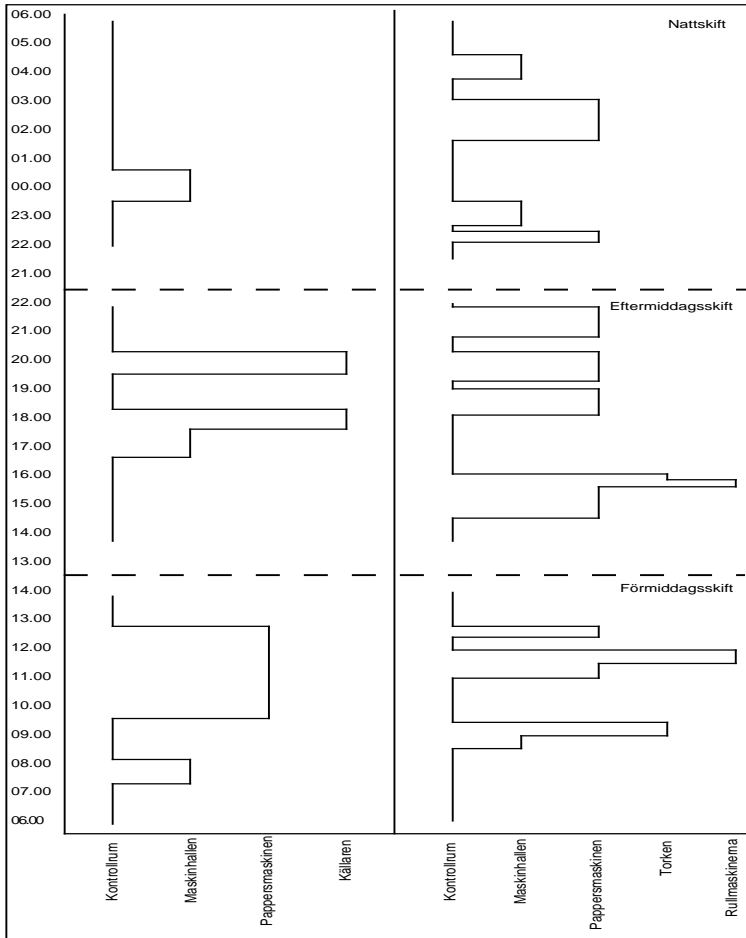 06.00
Nattskift
05.00
04.00
03.00
02.00
01.00
00.00
23.00
22.00
21.00
22.00
Eftermiddagsskift
21.00
20.00
19.00
18.00
17.00
16.00
15.00
14.00
13.00
14.00
Förmiddagsskift
13.00
12.00
11.00
10.00
09.00
08.00
07.00
06.00
Kontrollrum
Maskinhallen
Pappersmaskinen
Källaren
Kontrollrum
Maskinhallen
Pappersmaskinen
Torken
Rullmaskinerna